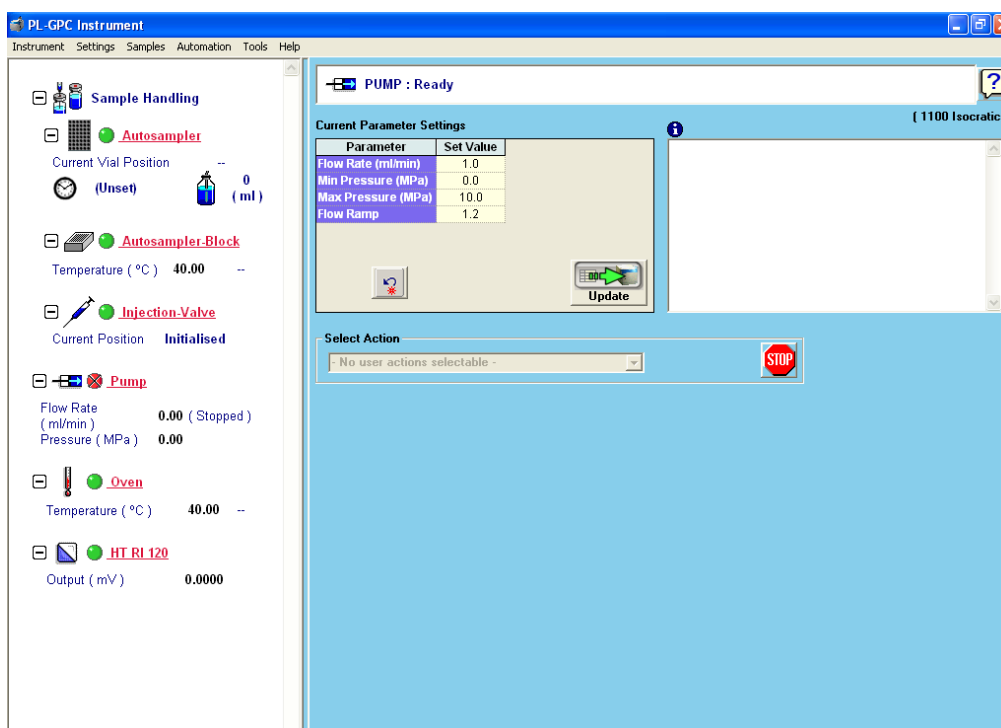 PL-GPC Instrument
Instrument Settings Samples Automation Tools Help
Sample Handling
Autosampler
Current Vial Position --
(Unset) 0
( ml )
Autosampler-Block
Temperature ( ºC ) 40.00 --
Injection-Valve
Current Position Initialised
Pump
Flow Rate
( ml/min ) 0.00 ( Stopped )
Pressure ( MPa ) 0.00
Oven
Temperature ( ºC ) 40.00 --
HT RI 120
Output ( mV ) 0.0000
PUMP : Ready
?
( 1100 Isocratic
Current Parameter Settings
i
Parameter Set Value
Flow Rate (ml/min) 1.0
Min Pressure (MPa) 0.0
Max Pressure (MPa) 10.0
Flow Ramp 1.2
Update
Select Action
- No user actions selectable -
STOP